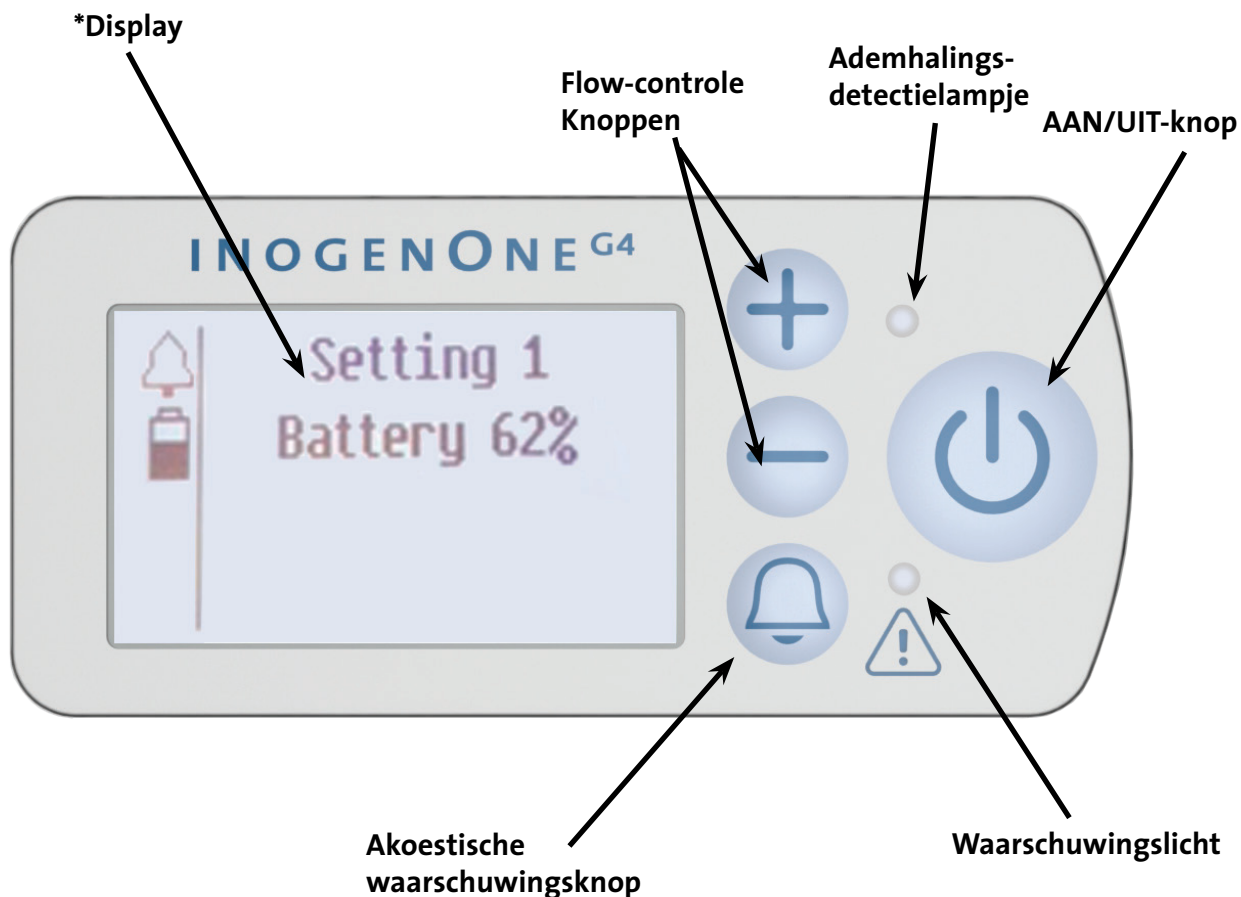 *Display
Flow-controle
Knoppen
Ademhalings-
detectielampje
AAN/UIT-knop
INOGENONE G4
Setting 1
Battery 62%
Akoestische
waarschuwingsknop
Waarschuwingslicht